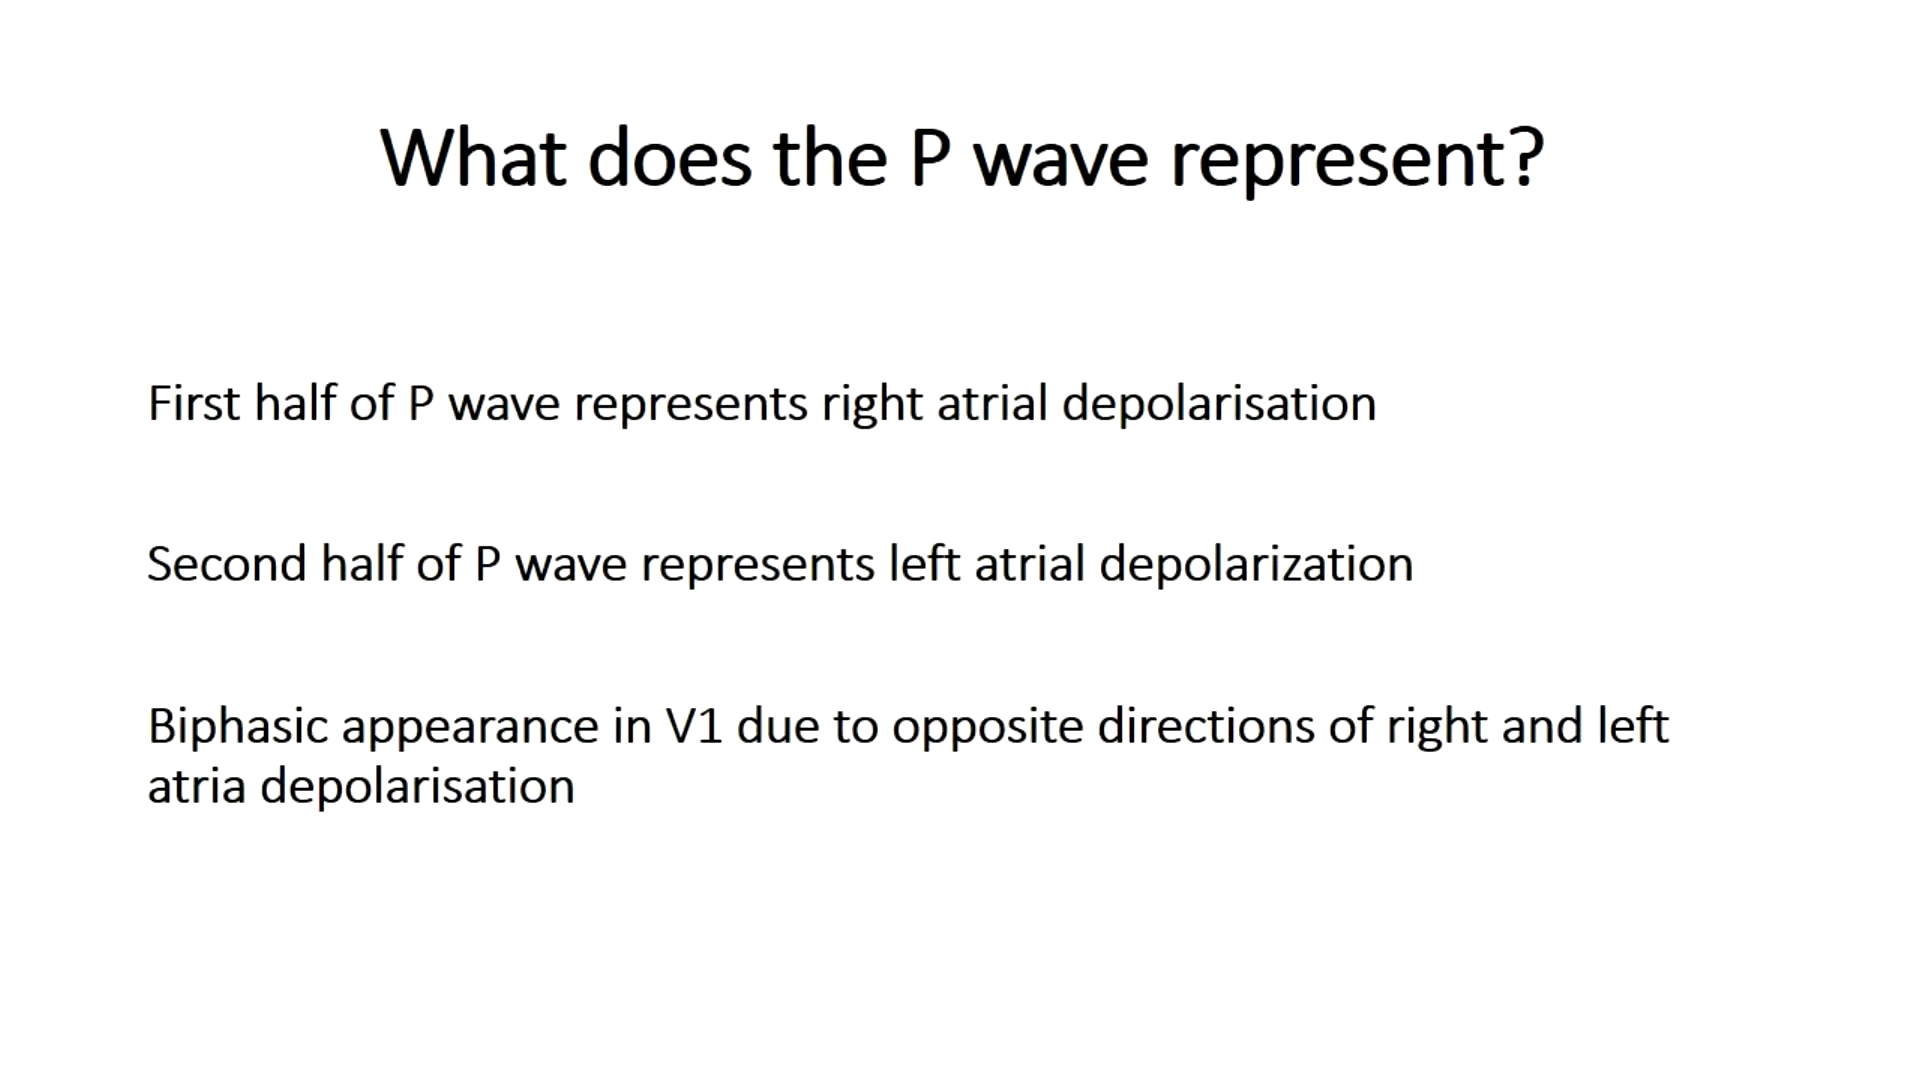 What does the P wave represent?
First half of P wave represents right atrial depolarisation
Second half of P wave represents left atrial depolarization
Biphasic appearance in V1 due to opposite directions of right and left
atria depolarisation